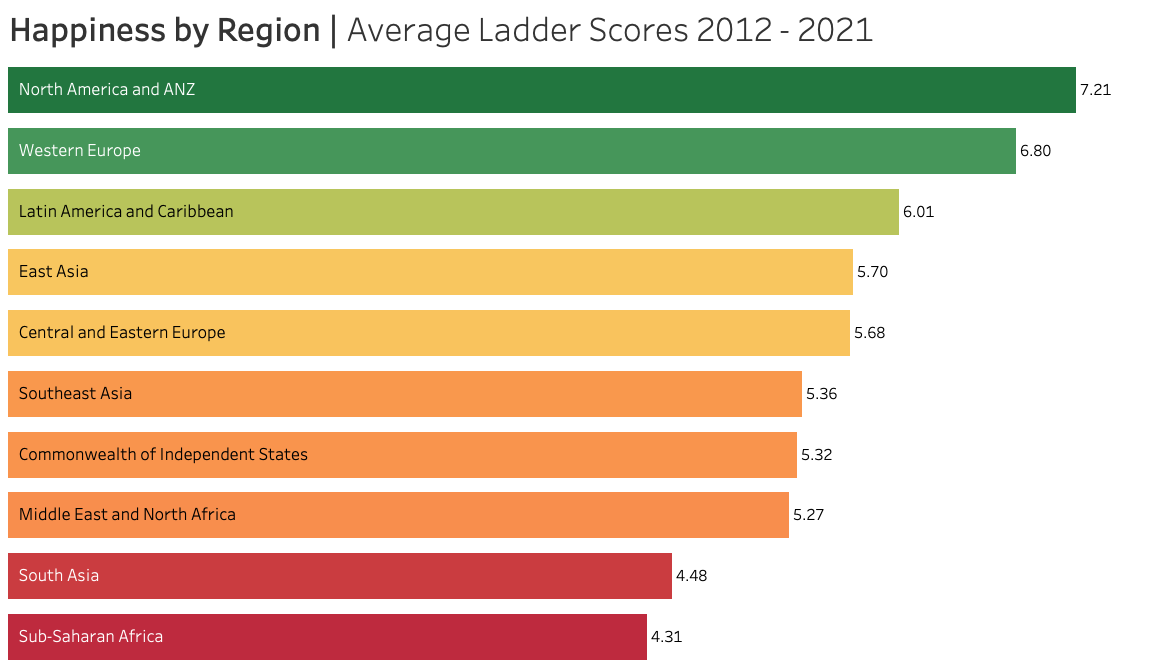 Happiness by Region | Average Ladder Scores 2012 - 2021
North America and ANZ 7.21
Western Europe 6.80
Latin America and Caribbean 6.01
East Asia 5.70
Central and Eastern Europe 5.68
Southeast Asia 5.36
Commonwealth of Independent States 5.32
Middle East and North Africa 5.27
South Asia 4.48
Sub-Saharan Africa 4.31